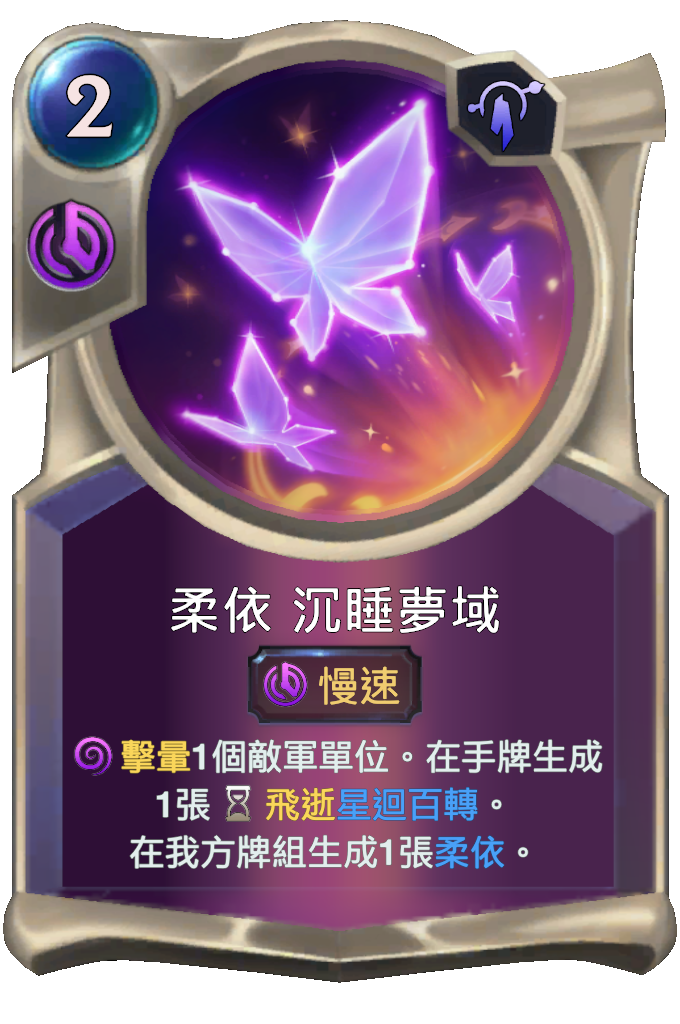 2
柔依 沉睡夢域
慢速
擊暈1個敵軍單位。在手牌生成
1張 飛逝星迴百轉。
在我方牌組生成1張柔依。